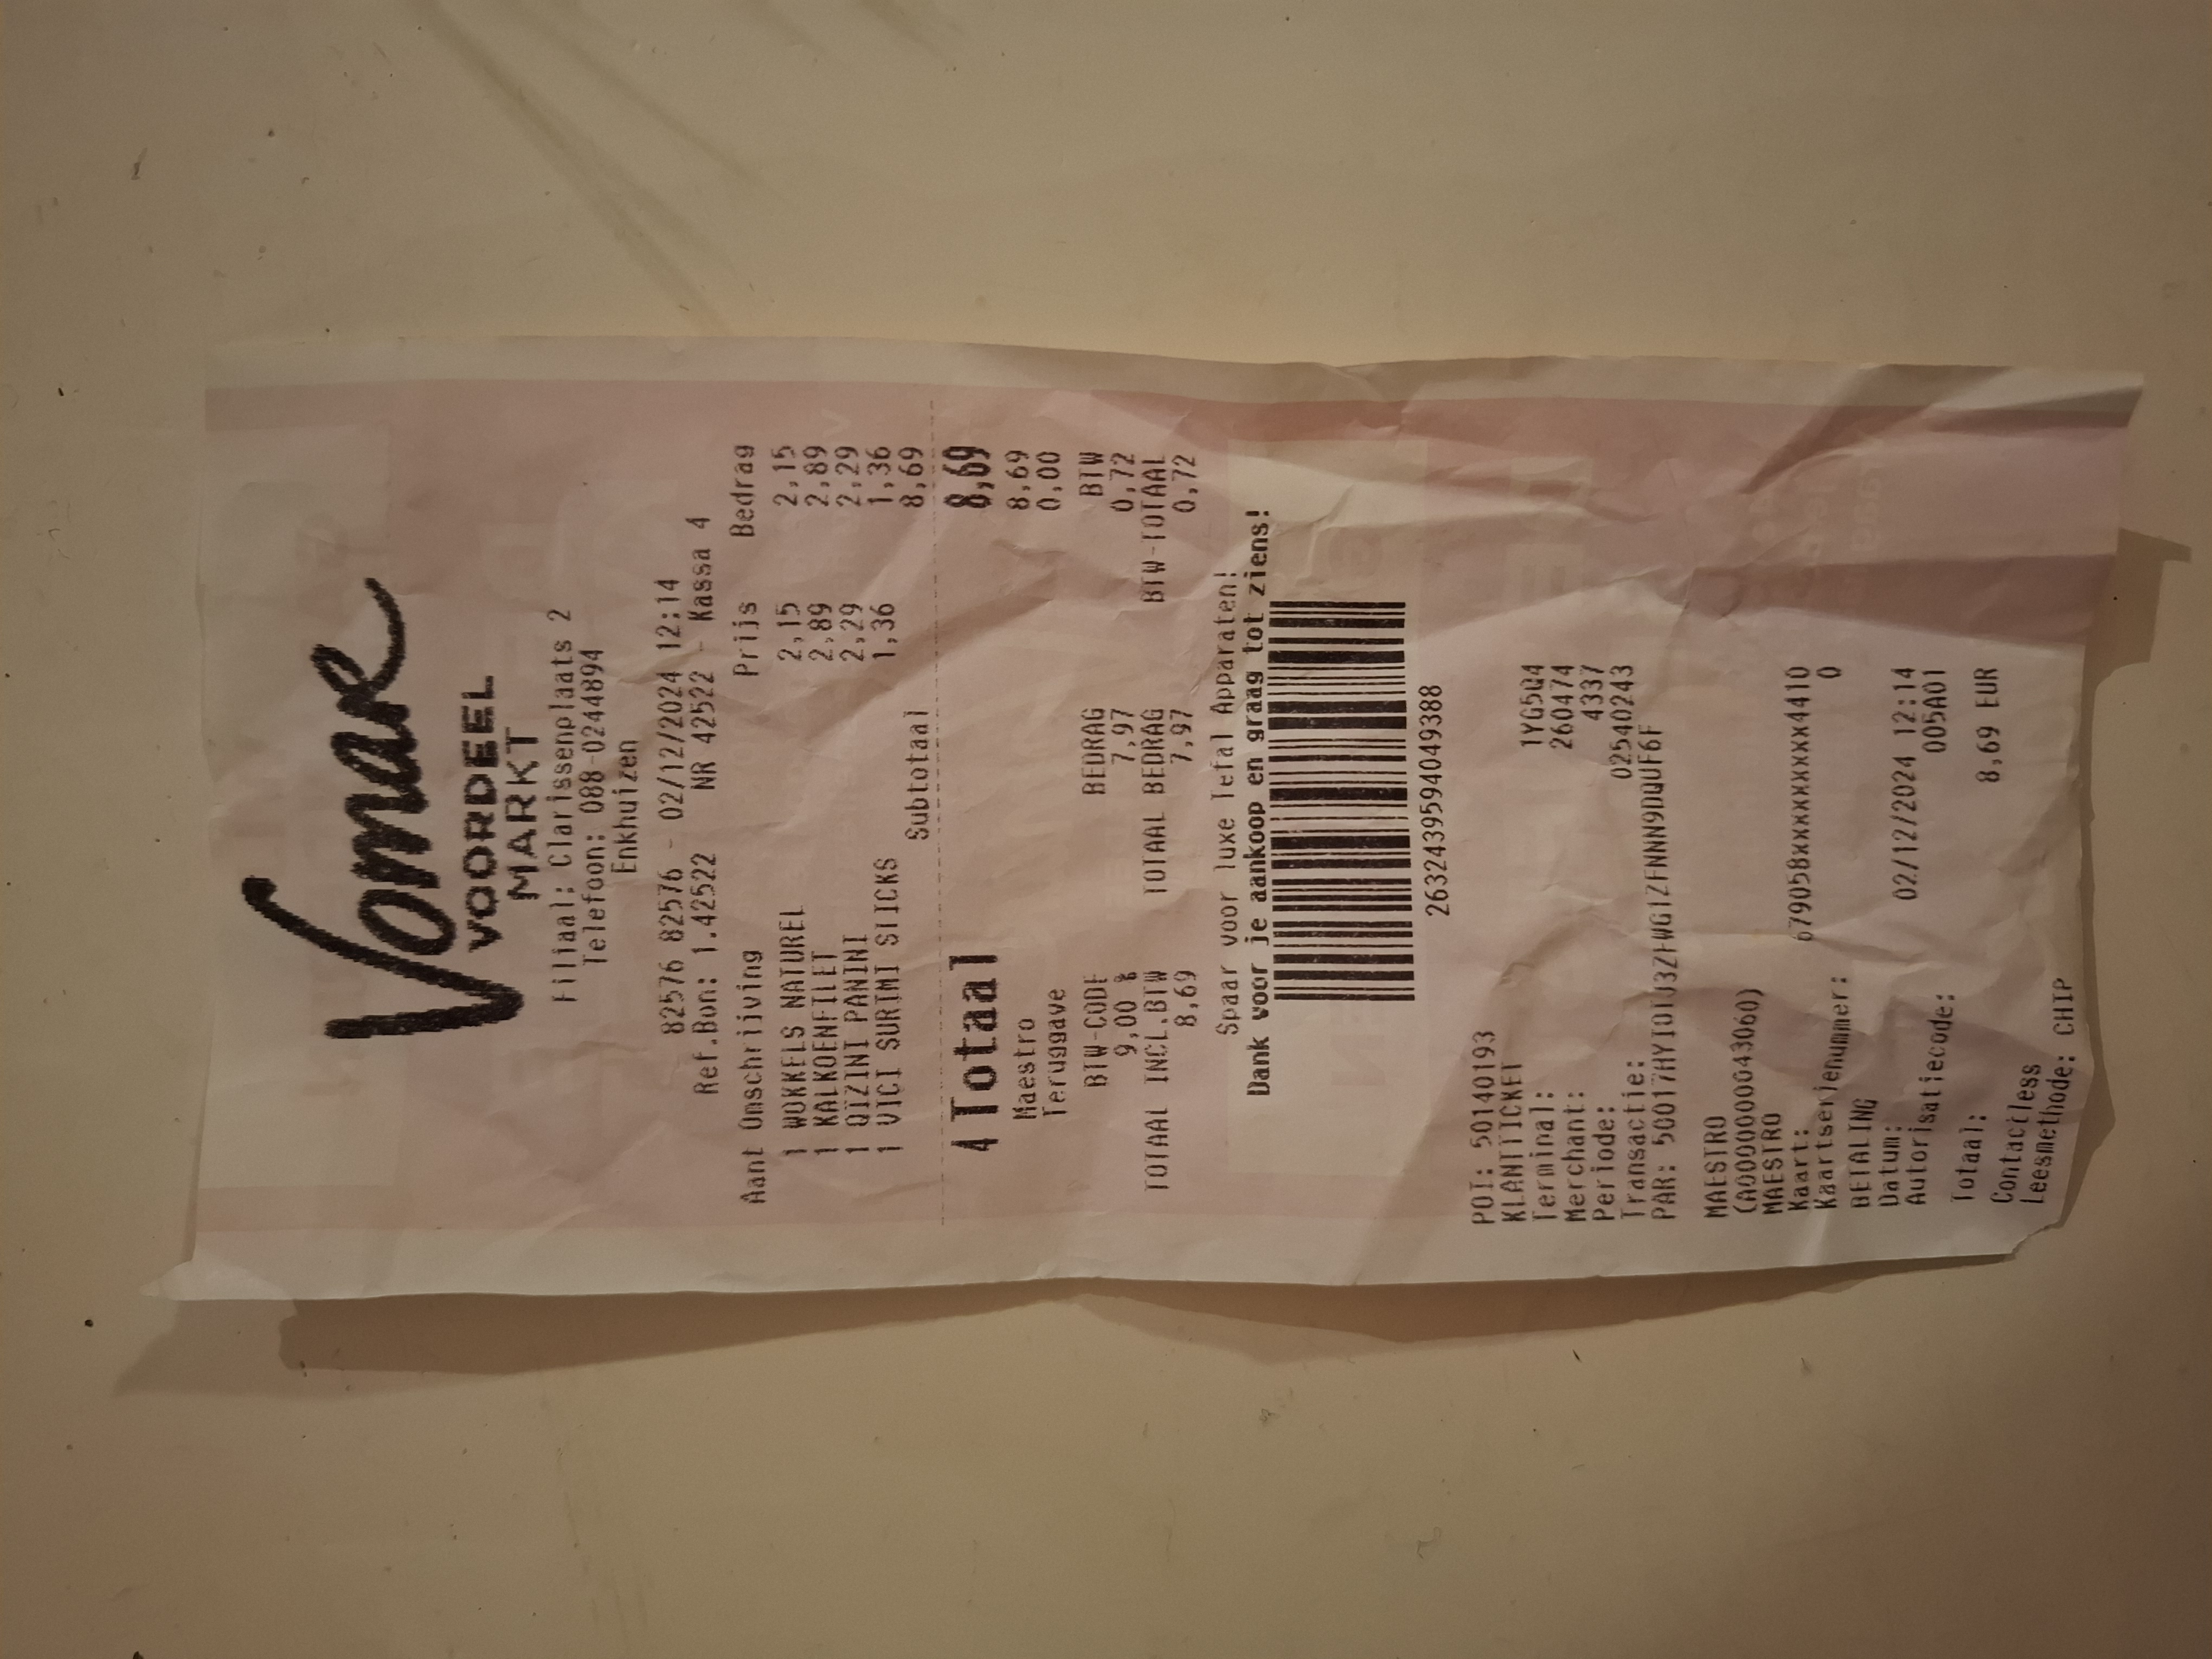 Vomar
VOORDEEL
MARKT
Filiaal: Clarissenplaats 2
Telefoon: 088-0244894
Enkhuizen
82576 82576 - 02/12/2024 12:14
Ref.Bon: 1.42522 NR 42522 - Kassa 4
Aant Omschrijving Prijs Bedrag
1 WOKKELS NATUREL 2,15 2,15
1 KALKOENFILET 2,89 2,89
1 QIZINI PANINI 2,29 2,29
1 VICI SURIMI STICKS 1,36 1,36
Subtotaal 8,69
4 Totaal 8,69
Maestro 8,69
Teruggave 0,00
BTW-CODE BEDRAG BTW
9,00 % 7,97 0,72
TOTAAL INCL.BTW TOTAAL BEDRAG BTW-TOTAAL
8,69 7,97 0,72
Spaar voor luxe Tefal Apparaten!
Dank voor je aankoop en graag tot ziens!
2632439594049388
POI: 50140193
KLANTTICKET
Terminal: 1YG5Q4
Merchant: 260474
Periode: 4337
Transactie: 02540243
PAR:
MAESTRO
(A0000000043060)
MAESTRO
Kaart: 679058xxxxxxxxxx4410
Kaartserienummer: 0
BETALING
Datum: 02/12/2024 12:14
Autorisatiecode: 005A01
Totaal: 8,69 EUR
Contactless
Leesmethode: CHIP